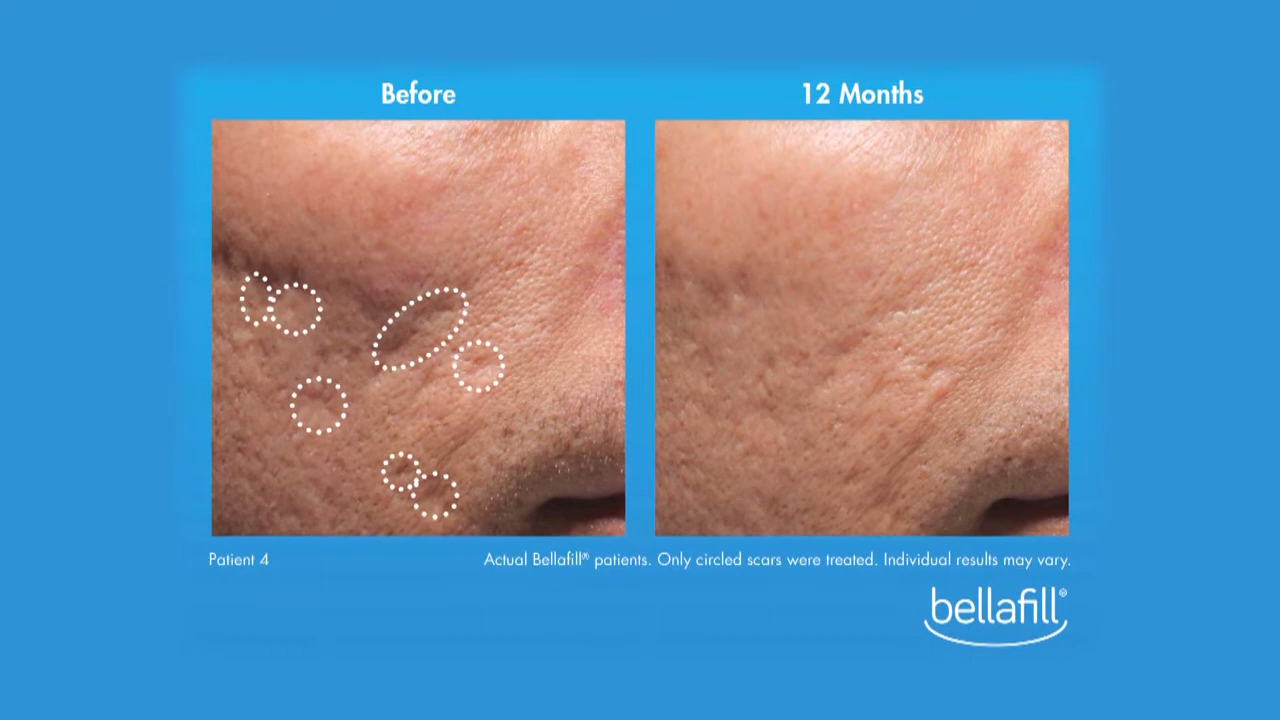 Before
12 Months
Patient 4
Actual Bellafill® patients. Only circled scars were treated. Individual results may vary.
bellafill®